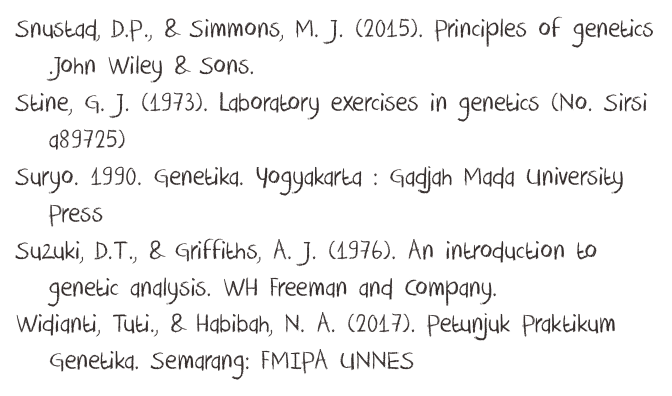 Snustad, D.P., & Simmons, M. J. (2015). Principles of genetics
.John Wiley & Sons.
Stine, G. J. (1973). Laboratory exercises in genetics (No. Sirsi
a89725)
Suryo. 1990. Genetika. Yogyakarta : Gadjah Mada University
Press
Suzuki, D.T., & Griffiths, A. J. (1976). An introduction to
genetic analysis. WH Freeman and Company.
Widianti, Tuti., & Habibah, N. A. (2017). Petunjuk Praktikum
Genetika. Semarang: FMIPA UNNES